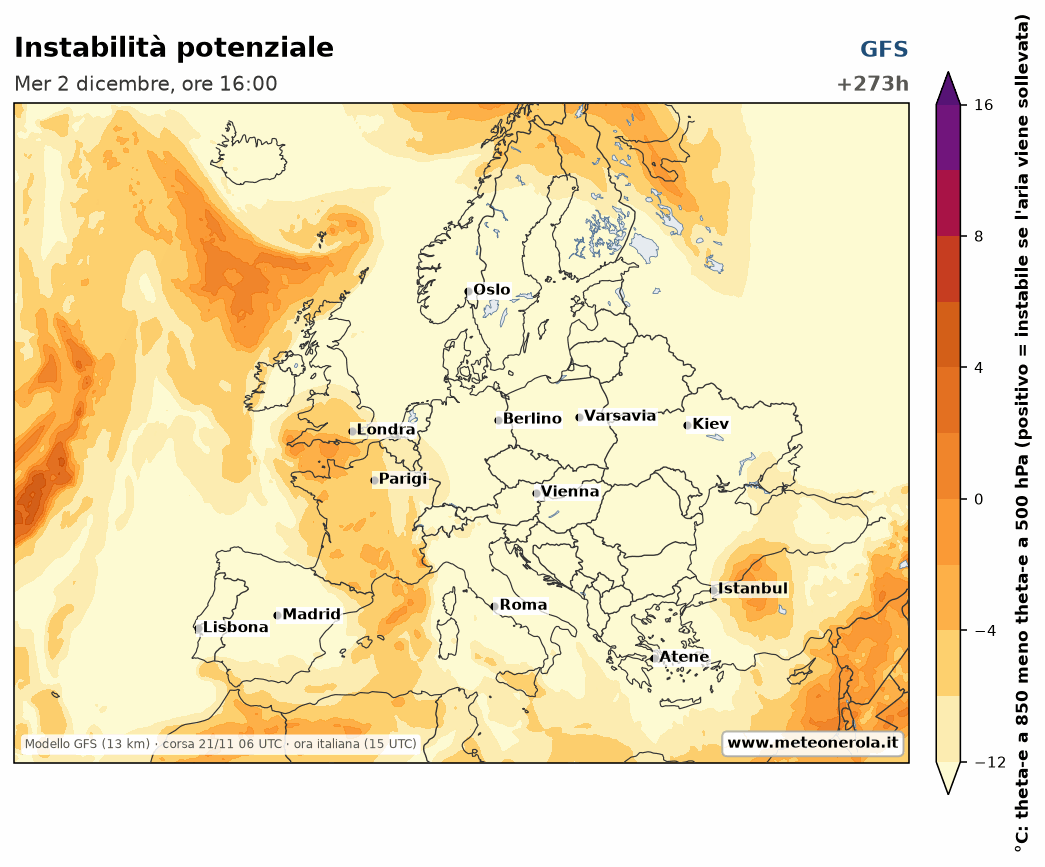 Instabilità potenziale
GFS
Mer 2 dicembre, ore 16:00
+273h
16
8
4
0
−4
−12
°C: theta-e a 850 meno theta-e a 500 hPa (positivo = instabile se l'aria viene sollevata)
Oslo
Berlino
Varsavia
Kiev
Londra
Parigi
Vienna
Istanbul
Roma
Madrid
Lisbona
Atene
Modello GFS (13 km) · corsa 21/11 06 UTC · ora italiana (15 UTC)
www.meteonerola.it